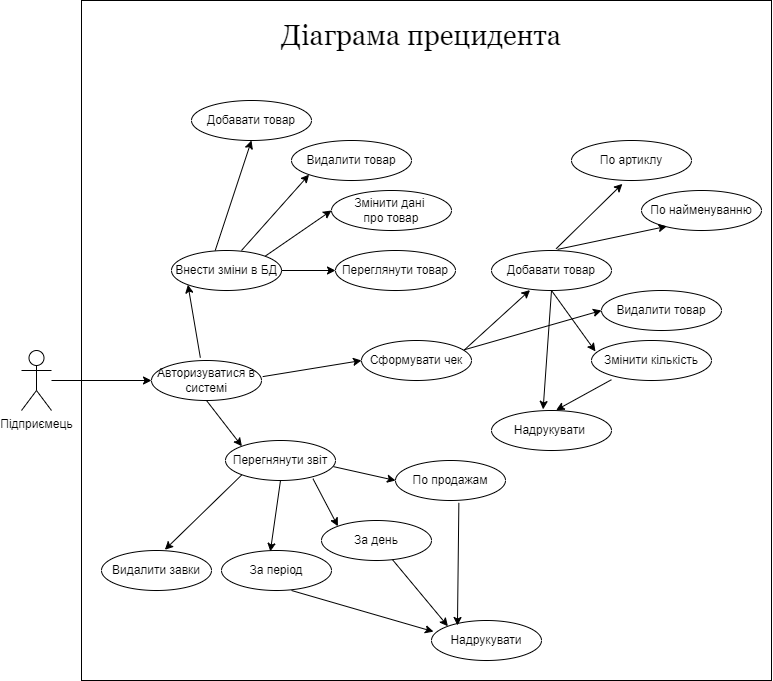 Діаграма прецидента
Добавати товар
Видалити товар
Змінити дані
про товар
Внести зміни в БД
Переглянути товар
По артиклу
По найменуванню
Добавати товар
Видалити товар
Сформувати чек
Змінити кількість
Авторизуватися в
системі
Підприємець
Надрукувати
Перегнянути звіт
По продажам
За день
Видалити завки
За період
Надрукувати